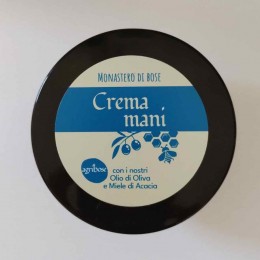 MONASTERO DI BOSE
Crema
mani
agribose
con i nostri
Olio di Oliva
e Miele di Acacia